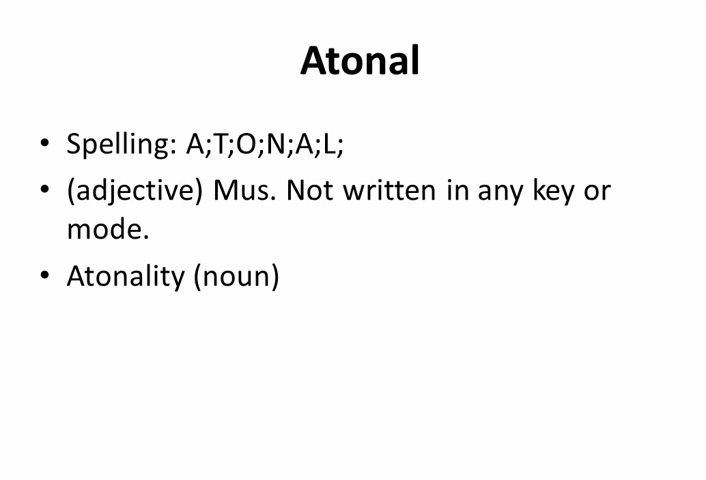 Atonal
• Spelling: A;T;O;N;A;L;
• (adjective) Mus. Not written in any key or
mode.
• Atonality (noun)